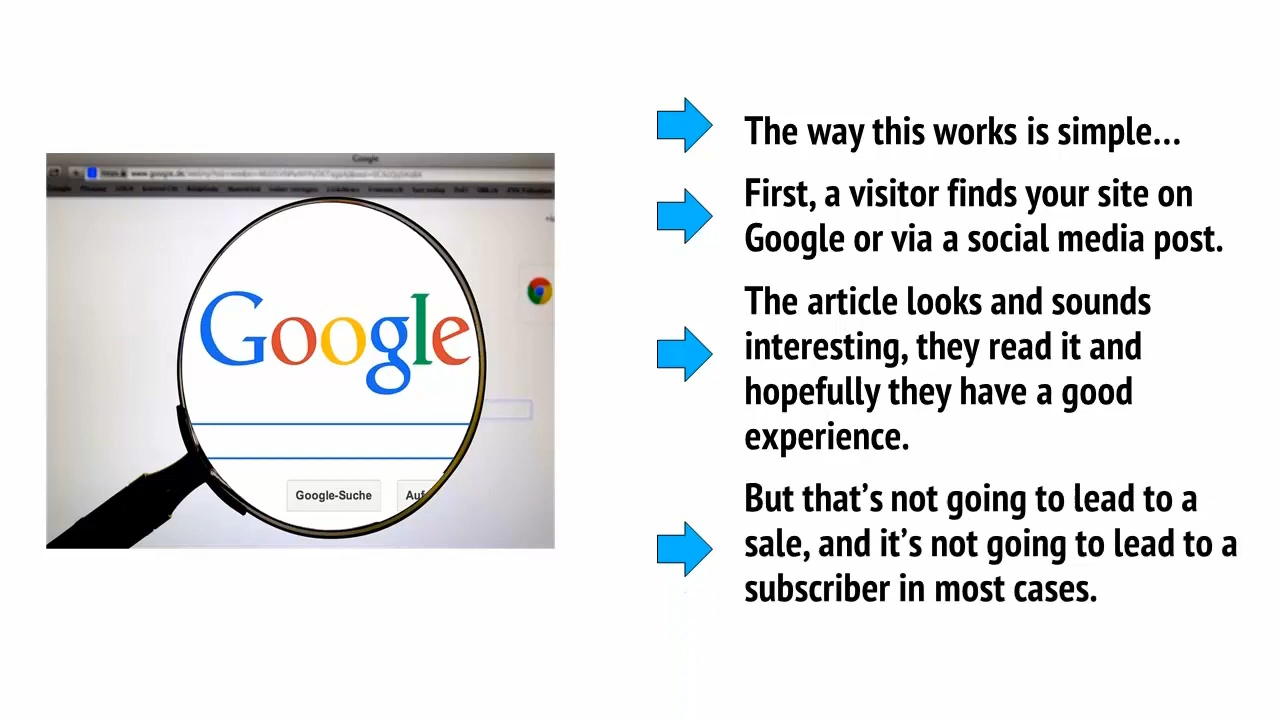 Google
Google
Google-Suche
The way this works is simple…
First, a visitor finds your site on
Google or via a social media post.
The article looks and sounds
interesting, they read it and
hopefully they have a good
experience.
But that’s not going to lead to a
sale, and it’s not going to lead to a
subscriber in most cases.